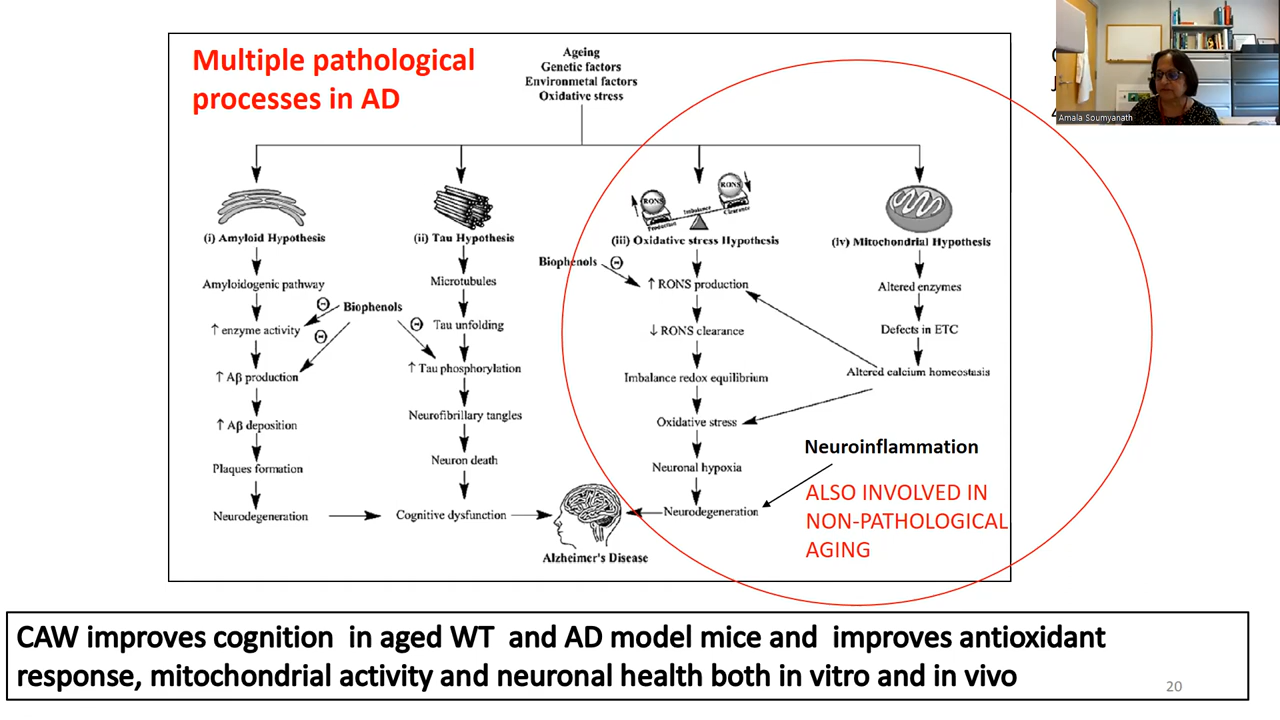 Multiple pathological
processes in AD
Ageing
Genetic factors
Environmetal factors
Oxidative stress
RONS
RONS
Imbalance
Production
Clearance
(i) Amyloid Hypothesis
(ii) Tau Hypothesis
(iii) Oxidative stress Hypothesis
(iv) Mitochondrial Hypothesis
Biophenols
Amyloidogenic pathway
Microtubules
↑ RONS production
Altered enzymes
Biophenols
↑ enzyme activity
Tau unfolding
↓ RONS clearance
Defects in ETC
↑ Aβ production
↑ Tau phosphorylation
Imbalance redox equilibrium
Altered calcium homeostasis
↑ Aβ deposition
Neurofibrillary tangles
Oxidative stress
Plaques formation
Neuron death
Neuronal hypoxia
Neuroinflammation
Neurodegeneration
Cognitive dysfunction
Alzheimer's Disease
Neurodegeneration
ALSO INVOLVED IN
NON-PATHOLOGICAL
AGING
CAW improves cognition in aged WT and AD model mice and improves antioxidant
response, mitochondrial activity and neuronal health both in vitro and in vivo
20
Amala Soumyanath